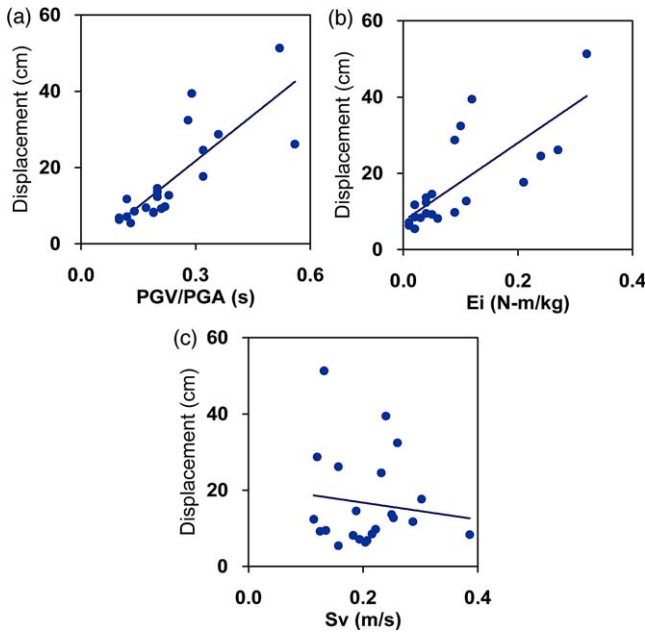 (a)
60
40
20
0
Displacement (cm)
0.0 0.3 0.6
PGV/PGA (s)
(b)
60
40
20
0
Displacement (cm)
0.0 0.2 0.4
Ei (N-m/kg)
(c)
60
40
20
0
Displacement (cm)
0.0 0.2 0.4
Sv (m/s)